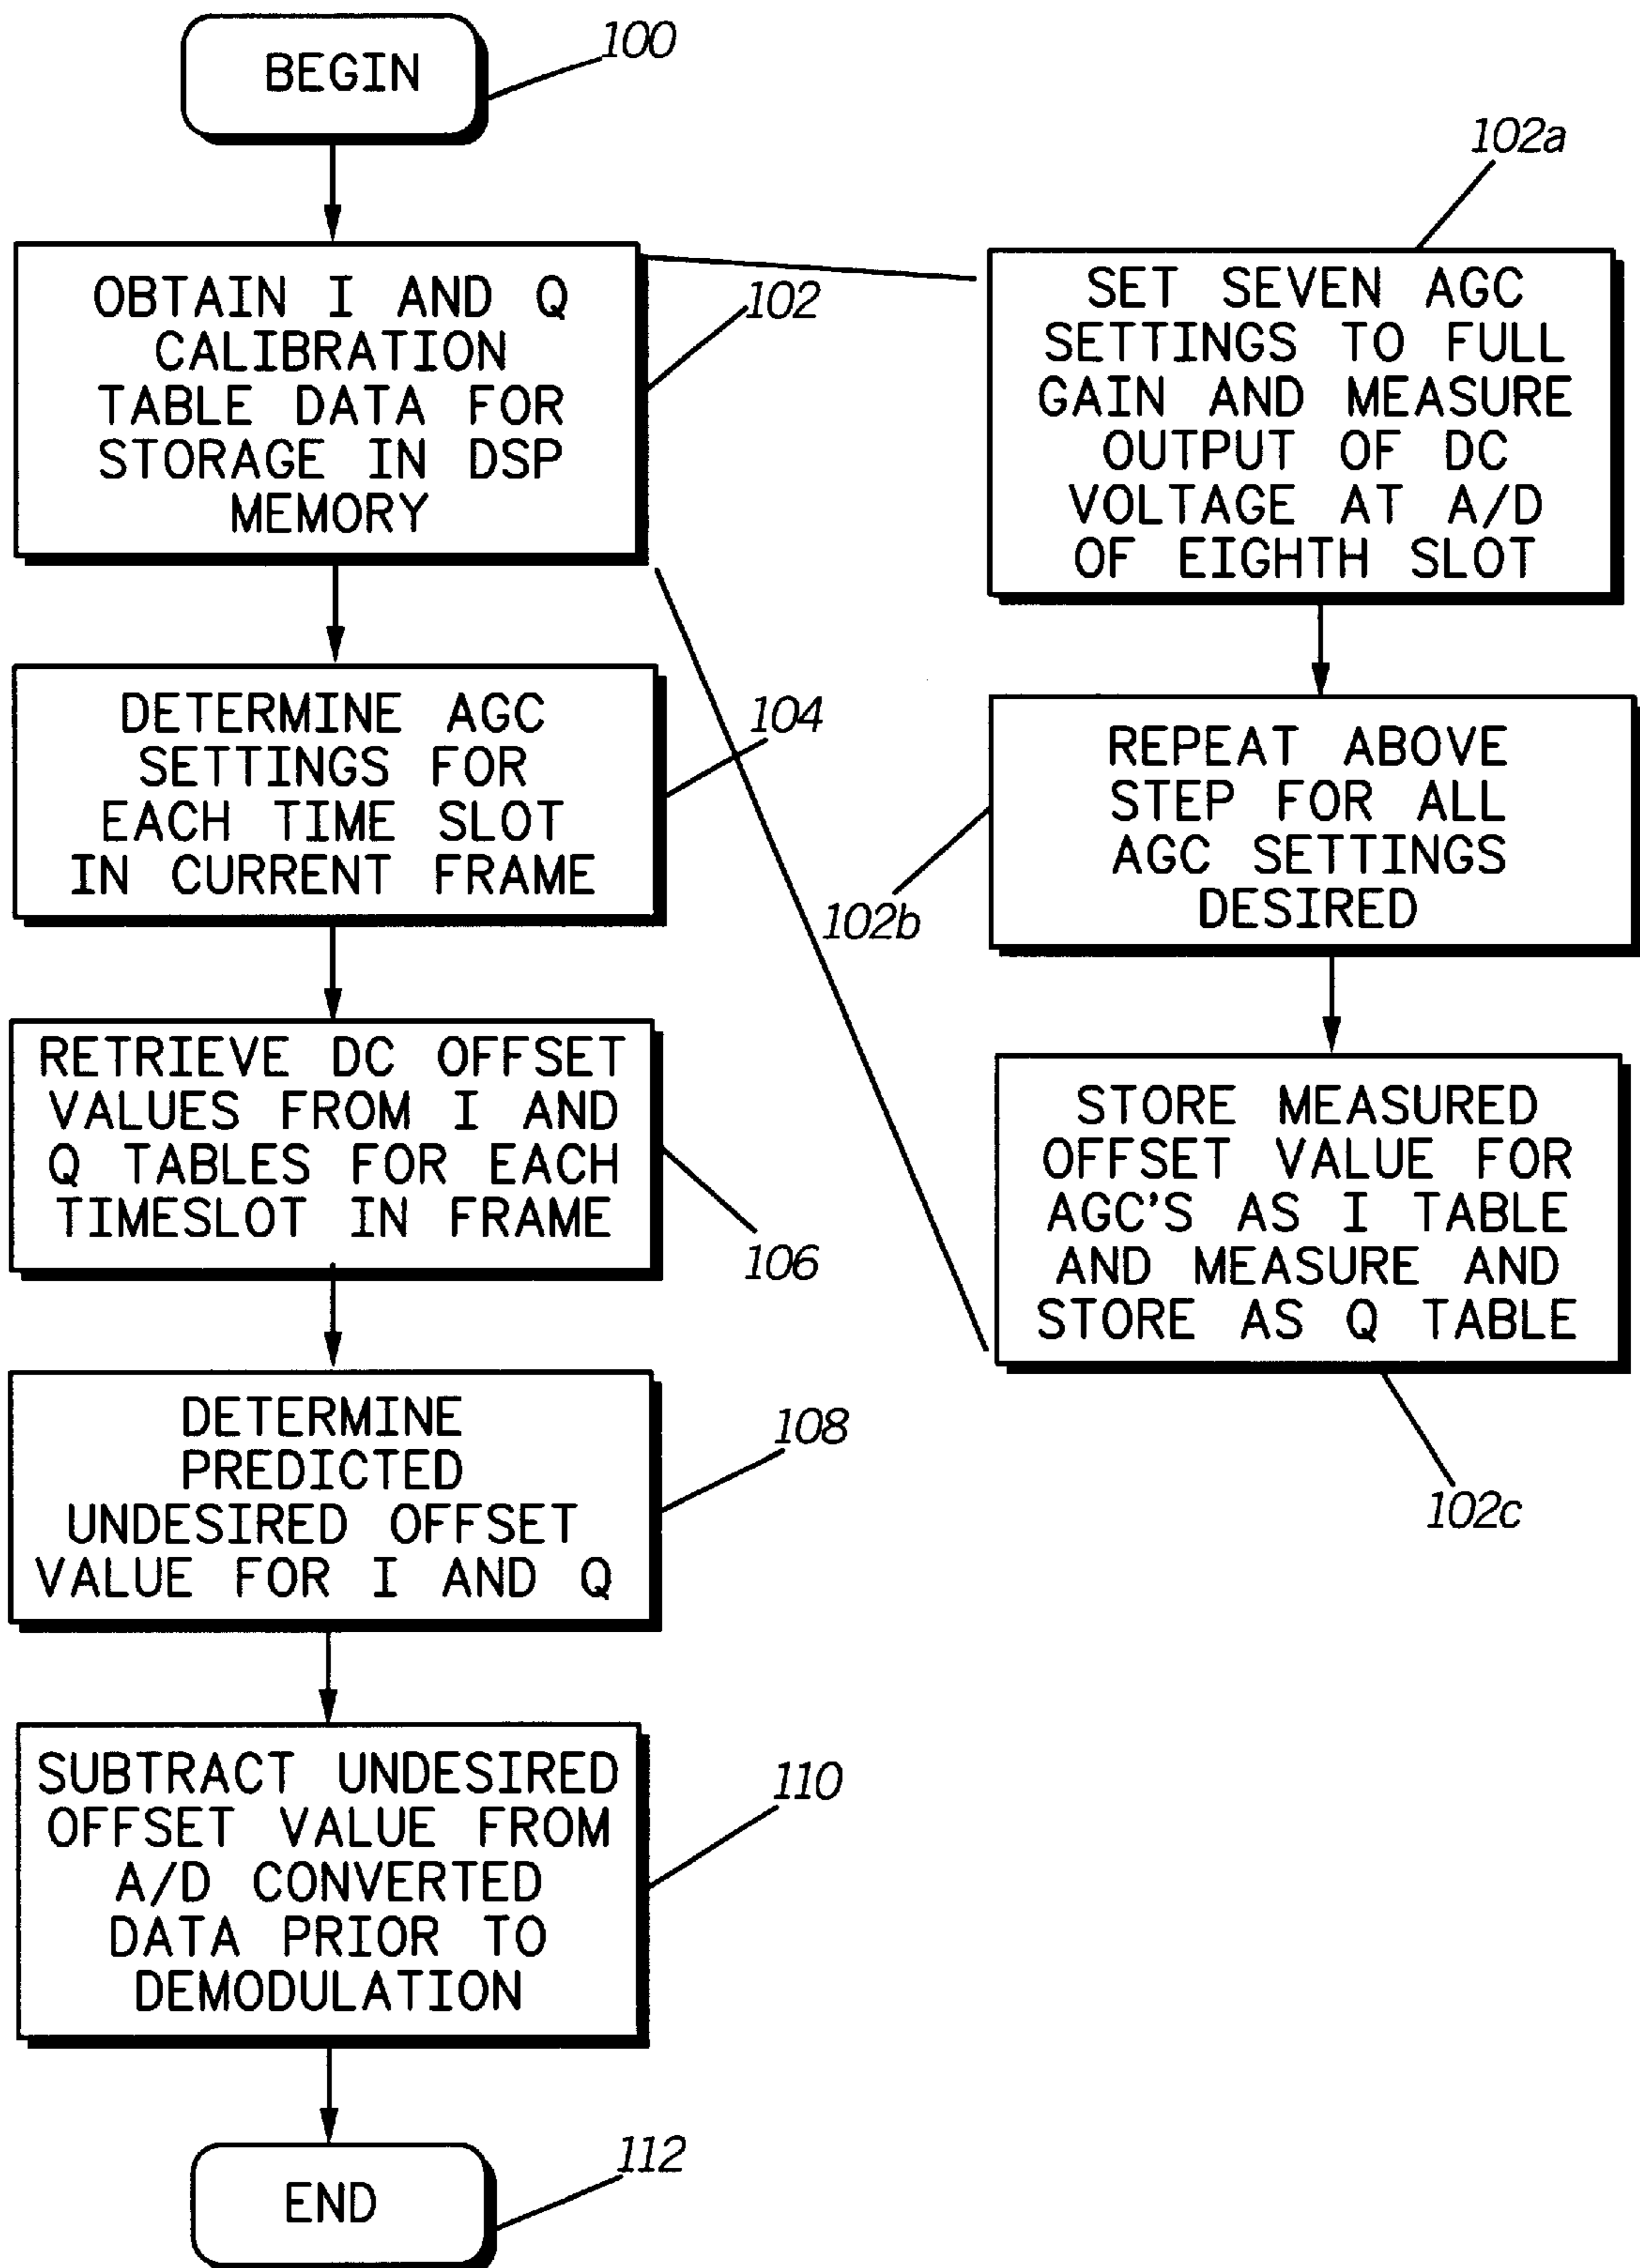 BEGIN
100
OBTAIN I AND Q
CALIBRATION
TABLE DATA FOR
STORAGE IN DSP
MEMORY
102
DETERMINE AGC
SETTINGS FOR
EACH TIME SLOT
IN CURRENT FRAME
104
RETRIEVE DC OFFSET
VALUES FROM I AND
Q TABLES FOR EACH
TIMESLOT IN FRAME
106
DETERMINE
PREDICTED
UNDESIRED OFFSET
VALUE FOR I AND Q
108
SUBTRACT UNDESIRED
OFFSET VALUE FROM
A/D CONVERTED
DATA PRIOR TO
DEMODULATION
110
END
112
102a
SET SEVEN AGC
SETTINGS TO FULL
GAIN AND MEASURE
OUTPUT OF DC
VOLTAGE AT A/D
OF EIGHTH SLOT
REPEAT ABOVE
STEP FOR ALL
AGC SETTINGS
DESIRED
102b
STORE MEASURED
OFFSET VALUE FOR
AGC'S AS I TABLE
AND MEASURE AND
STORE AS Q TABLE
102c